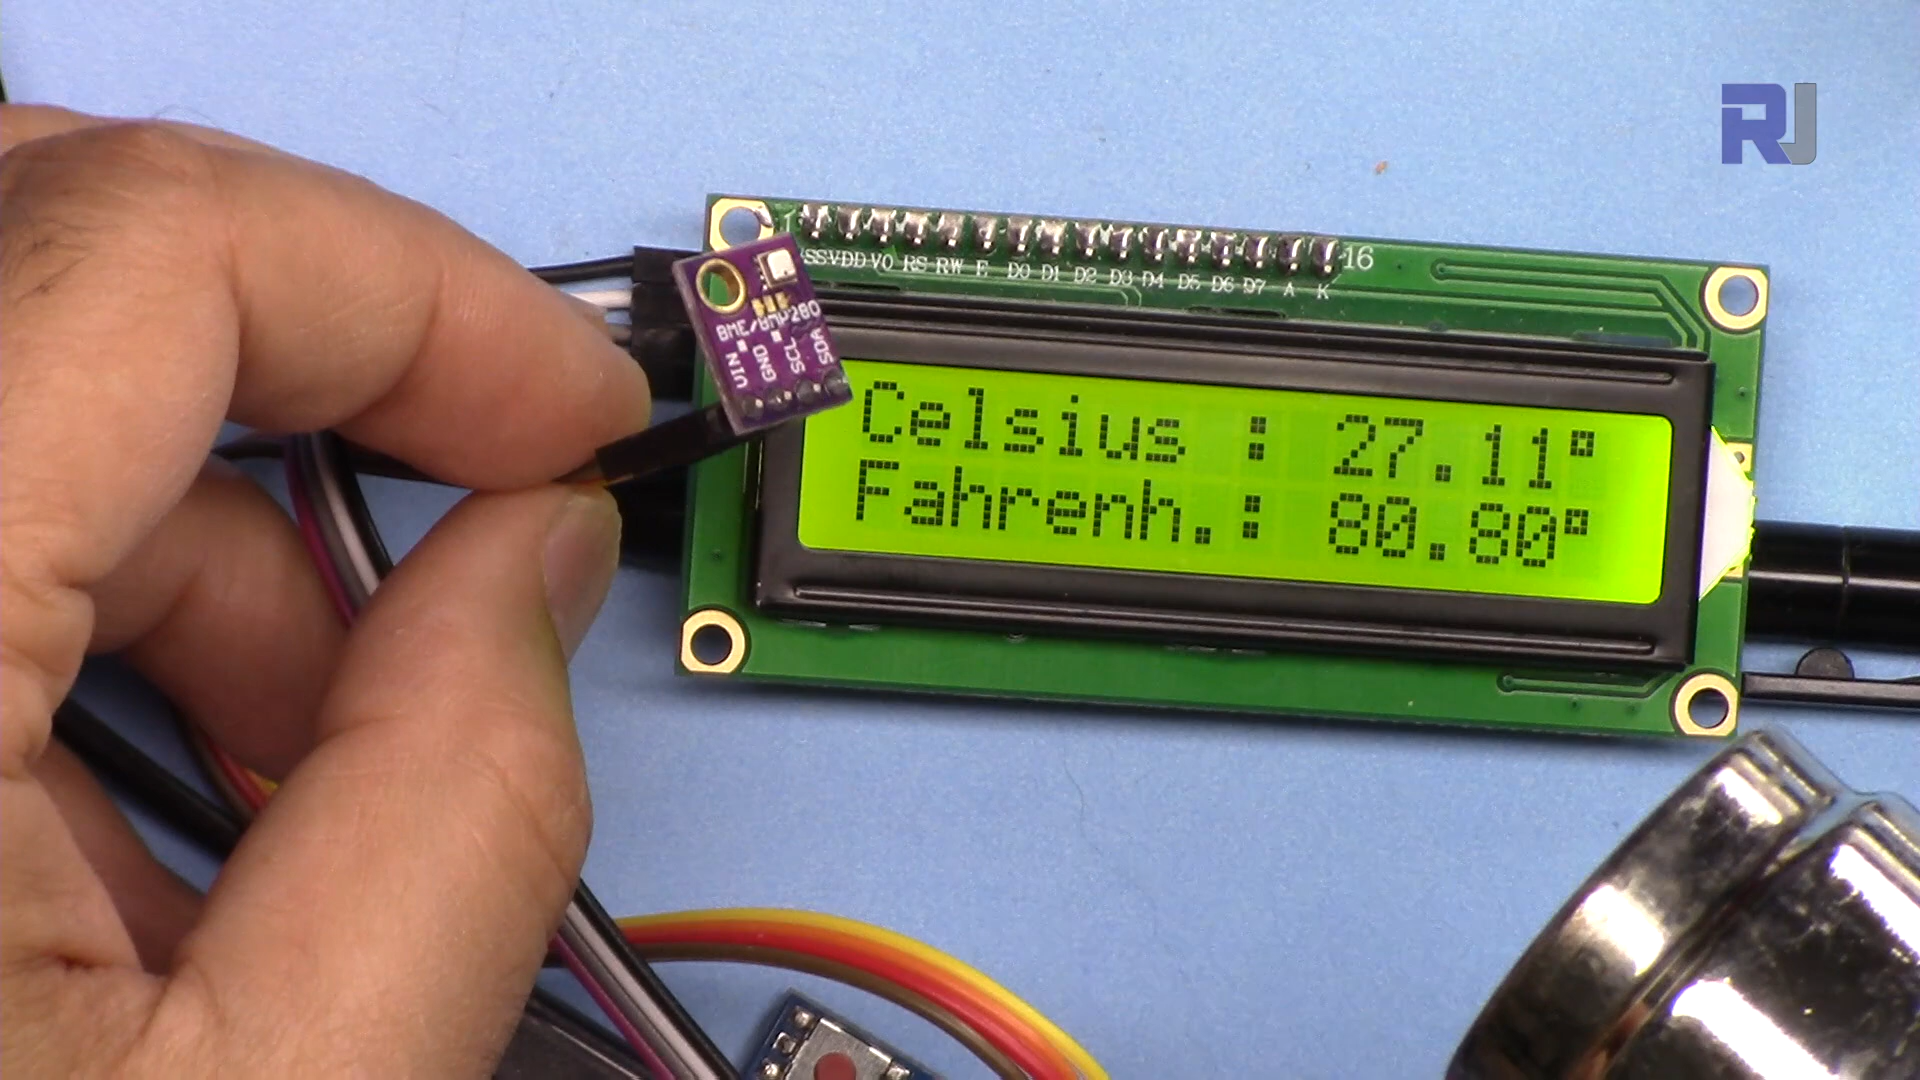 RJ
1
SS VDD V0 RS RW E D0 D1 D2 D3 D4 D5 D6 D7 A K
16
BME/BMP280
VIN
GND
SCL
SDA
Celsius : 27.11°
Fahrenh.: 80.80°